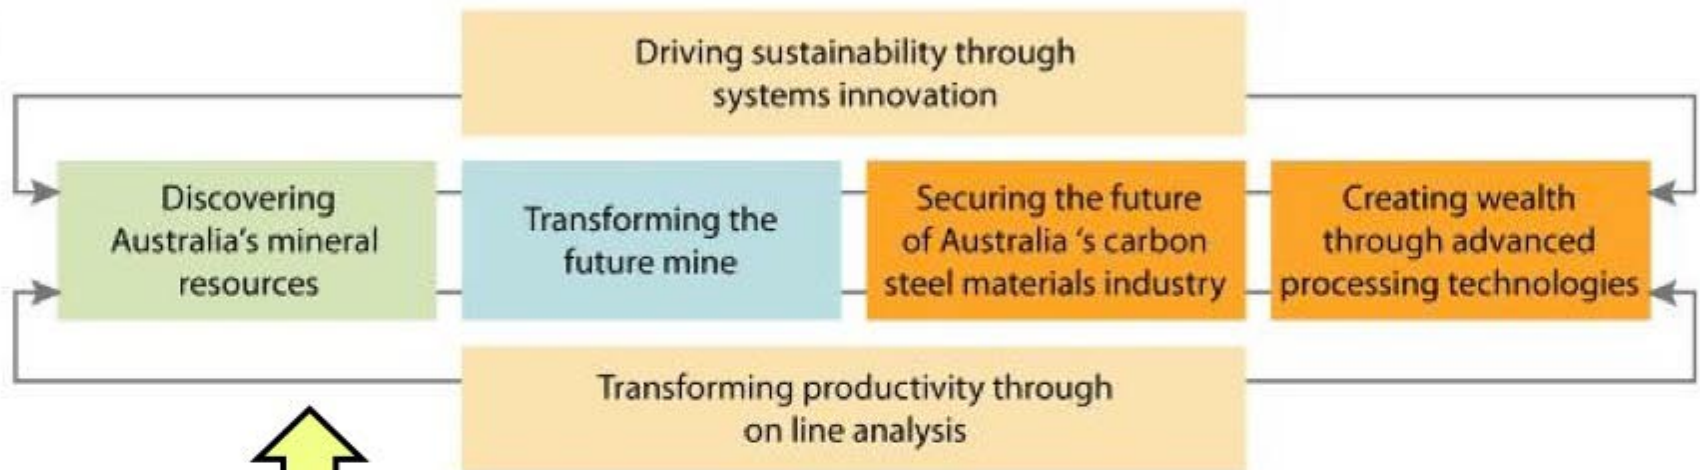 Driving sustainability through
systems innovation
Discovering
Australia's mineral
resources
Transforming the
future mine
Securing the future
of Australia 's carbon
steel materials industry
Creating wealth
through advanced
processing technologies
Transforming productivity through
on line analysis